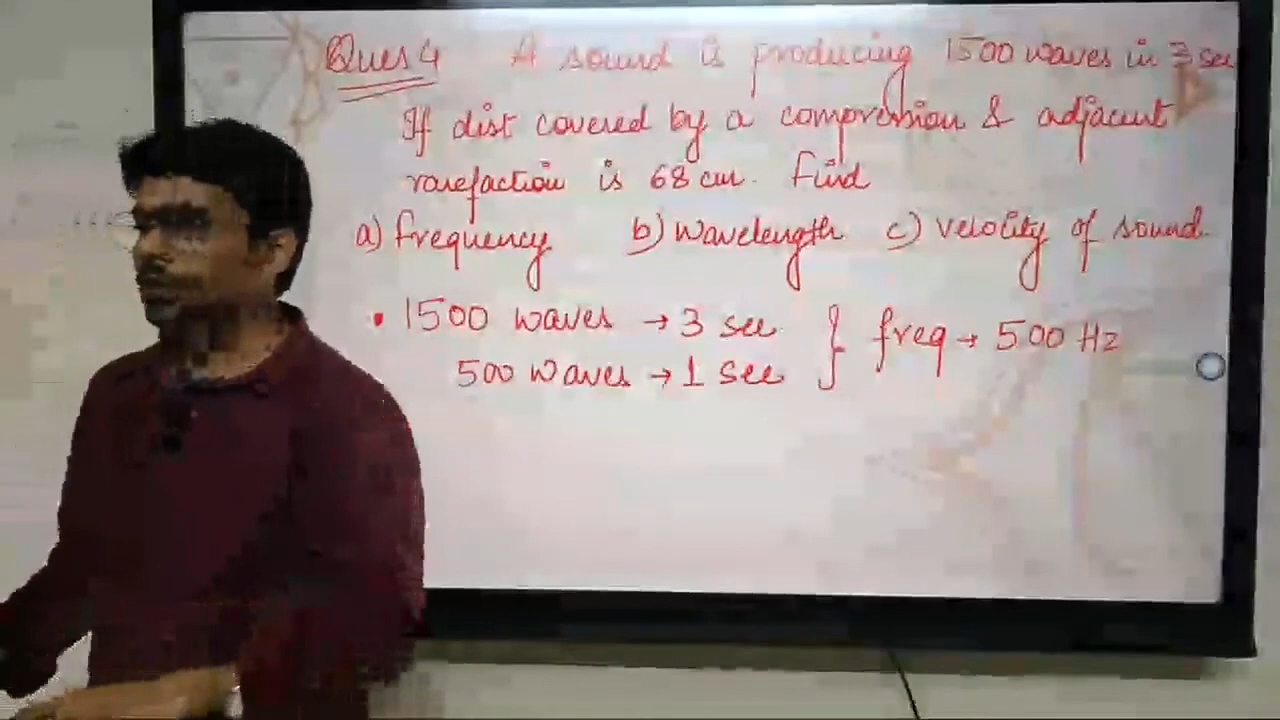 Ques 4 A sound is producing 1500 waves in 3 sec
If dist covered by a compression & adjacent
rarefaction is 68 cm. Find
a) frequency b) wavelength c) velocity of sound.
• 1500 waves → 3 sec } freq → 500 Hz
500 waves → 1 sec